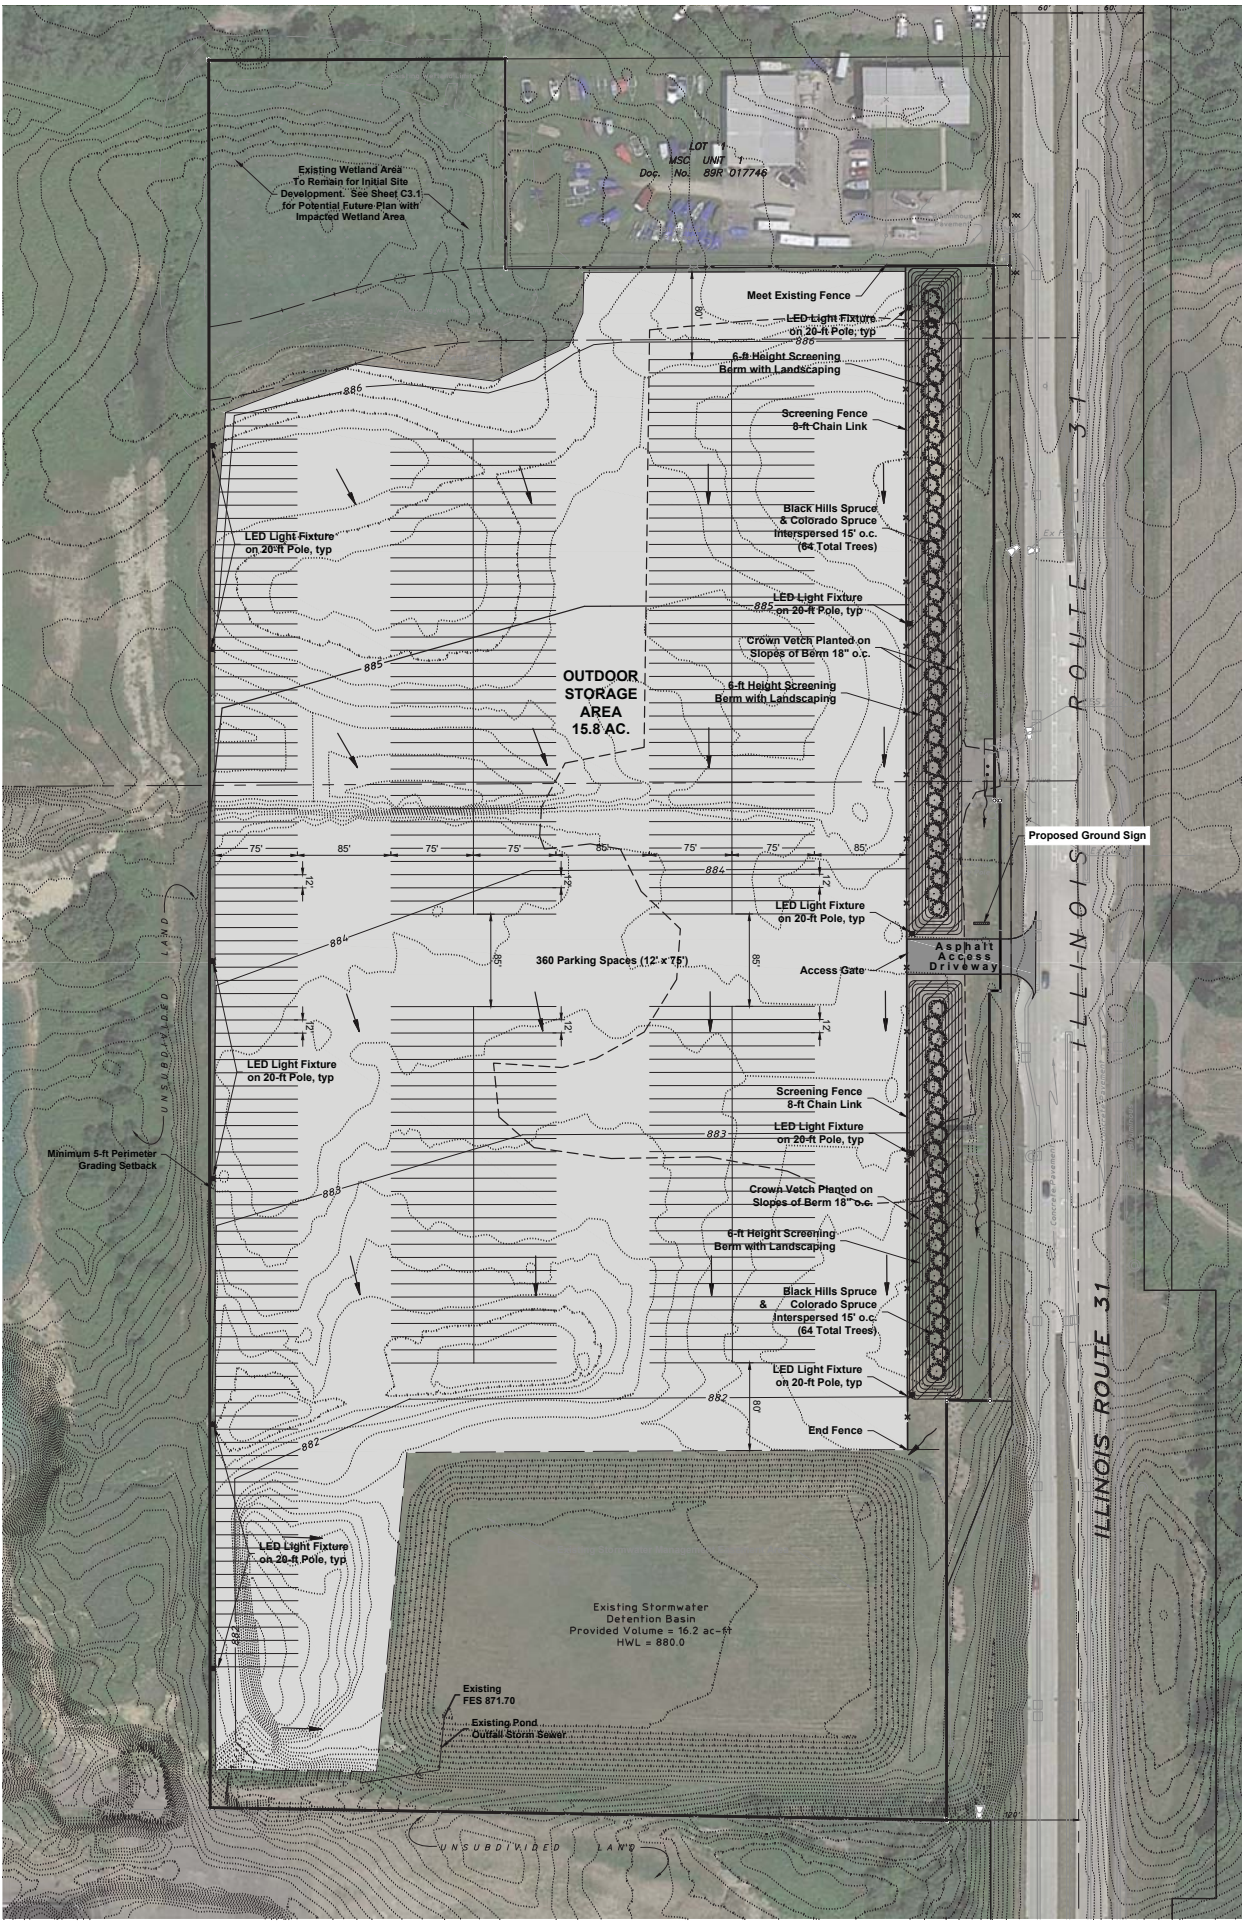 60'
60'
LOT 1
MSC UNIT 1
Doc. No. 89R 017746
Existing Wetland Area
To Remain for Initial Site
Development. See Sheet C3.1
for Potential Future Plan with
Impacted Wetland Area
Meet Existing Fence
80'
LED Light Fixture
on 20-ft Pole, typ
886
6-ft Height Screening
Berm with Landscaping
886
Screening Fence
8-ft Chain Link
ILLINOIS ROUTE 31
Black Hills Spruce
& Colorado Spruce
Interspersed 15' o.c.
(64 Total Trees)
LED Light Fixture
on 20-ft Pole, typ
LED Light Fixture
on 20-ft Pole, typ
885
Crown Vetch Planted on
Slopes of Berm 18" o.c.
885
OUTDOOR
STORAGE
AREA
15.8 AC.
6-ft Height Screening
Berm with Landscaping
Proposed Ground Sign
75'
85'
75'
75'
85'
75'
75'
85'
884
12'
12'
12'
LED Light Fixture
on 20-ft Pole, typ
UNSUBDIVIDED LAND
884
85'
360 Parking Spaces (12' x 75')
85'
Access Gate
Asphalt
Access
Driveway
12'
12'
12'
LED Light Fixture
on 20-ft Pole, typ
Screening Fence
8-ft Chain Link
LED Light Fixture
on 20-ft Pole, typ
883
Minimum 5-ft Perimeter
Grading Setback
Concrete Pavement
883
Crown Vetch Planted on
Slopes of Berm 18" o.c.
6-ft Height Screening
Berm with Landscaping
Black Hills Spruce
& Colorado Spruce
Interspersed 15' o.c.
(64 Total Trees)
ILLINOIS ROUTE 31
LED Light Fixture
on 20-ft Pole, typ
882
80'
End Fence
882
LED Light Fixture
on 20-ft Pole, typ
882
Existing Stormwater
Detention Basin
Provided Volume = 16.2 ac-ft
HWL = 880.0
Existing
FES 871.70
Existing Pond
Outfall Storm Sewer
120'
UNSUBDIVIDED LAND